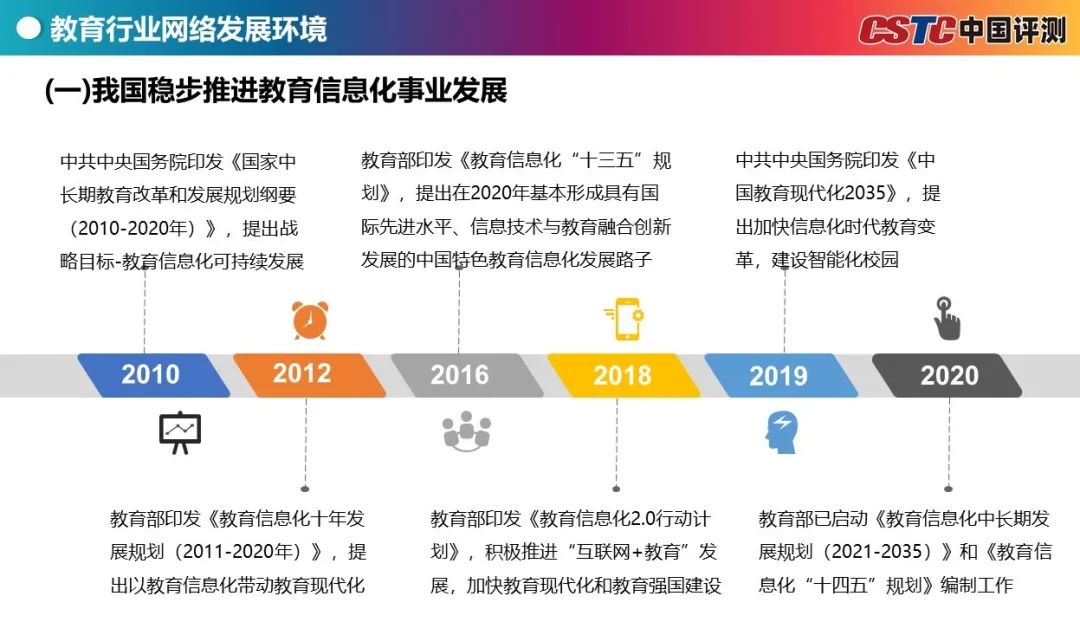 教育行业网络发展环境
CSTC中国评测
(一)我国稳步推进教育信息化事业发展
中共中央国务院印发《国家中
长期教育改革和发展规划纲要
（2010-2020年）》，提出战
略目标-教育信息化可持续发展
教育部印发《教育信息化“十三五”规
划》，提出在2020年基本形成具有国
际先进水平、信息技术与教育融合创新
发展的中国特色教育信息化发展路子
中共中央国务院印发《中
国教育现代化2035》，提
出加快信息化时代教育变
革，建设智能化校园
2010
2012
2016
2018
2019
2020
教育部印发《教育信息化十年发
展规划（2011-2020年）》，提
出以教育信息化带动教育现代化
教育部印发《教育信息化2.0行动计
划》，积极推进“互联网+教育”发
展，加快教育现代化和教育强国建设
教育部已启动《教育信息化中长期发
展规划（2021-2035）》和《教育信
息化“十四五”规划》编制工作